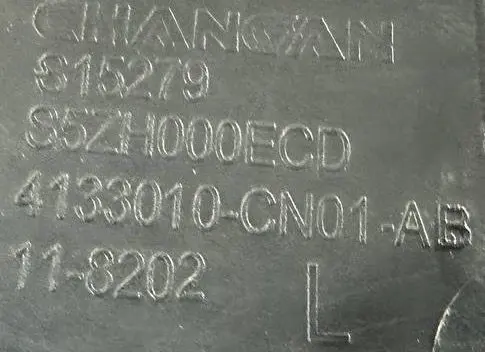 CHANGAN
S15279
S5ZH000ECD
4133010-CN01-AB
11-8202
L